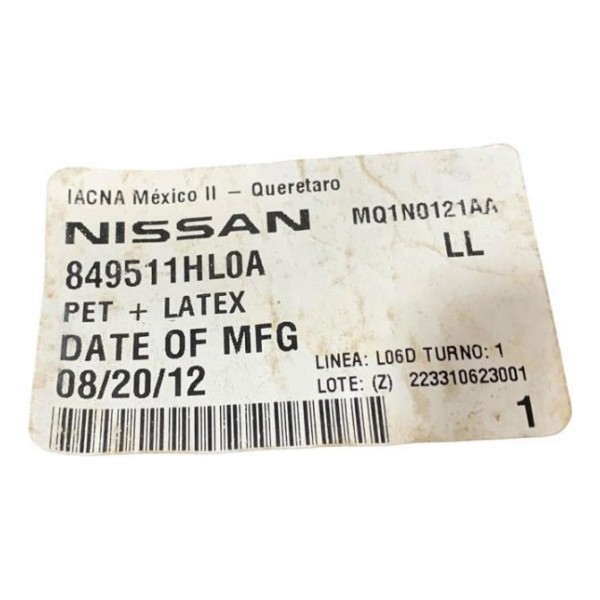 IACNA México II - Queretaro
NISSAN MQ1N0121AA
849511HL0A LL
PET + LATEX
DATE OF MFG LINEA: L06D TURNO: 1
08/20/12 LOTE: (Z) 223310623001
1